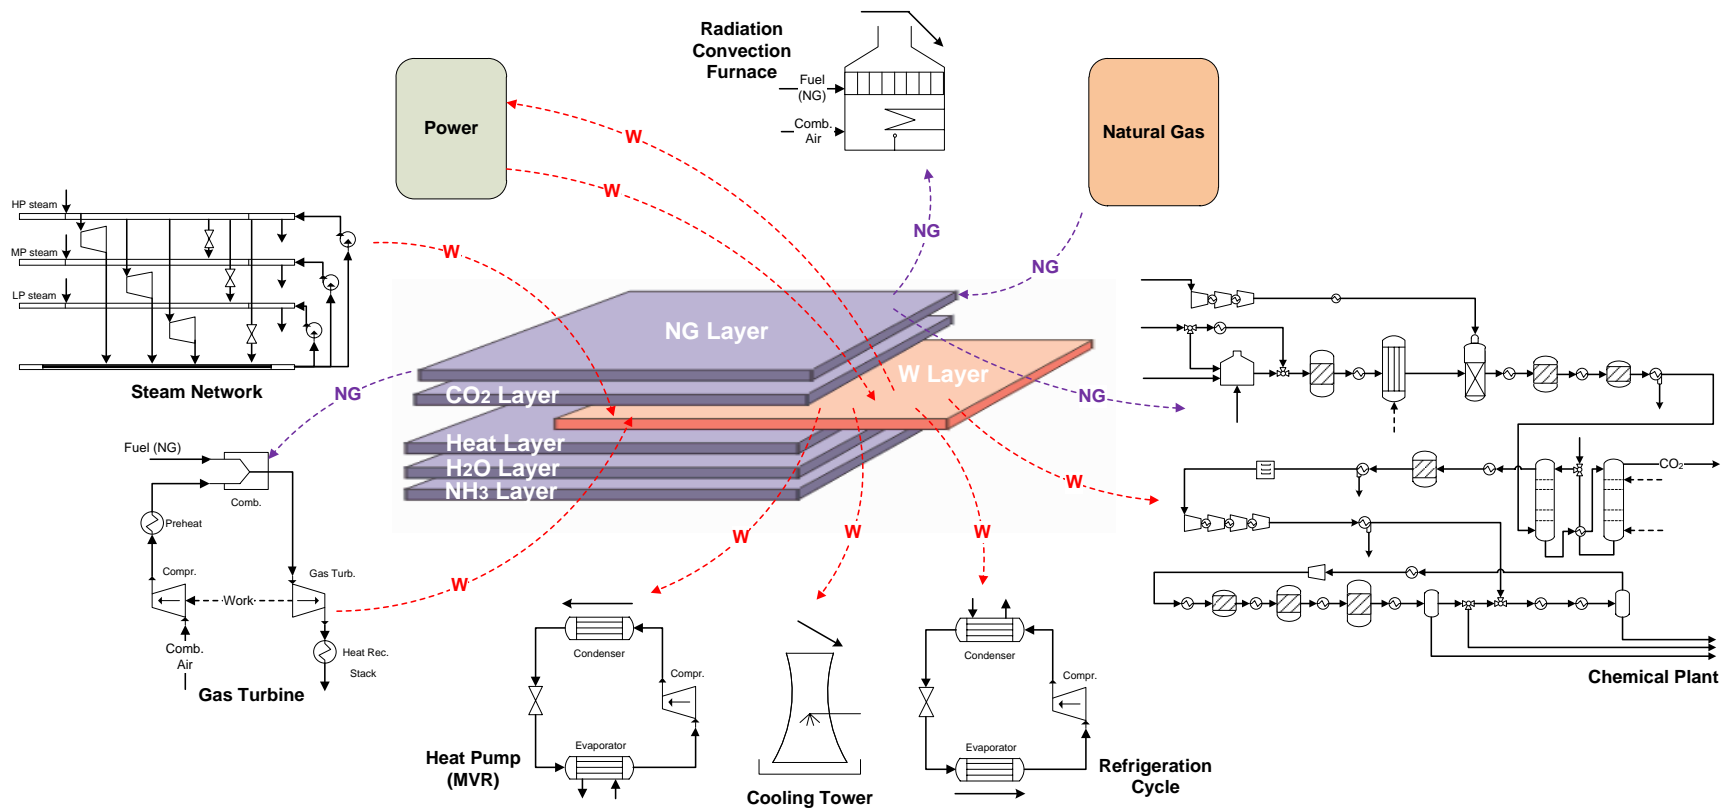 Radiation
Convection
Furnace
Fuel
(NG)
Comb.
Air
Power
Natural Gas
W
W
NG
NG
HP steam
MP steam
LP steam
Steam Network
W
NG Layer
CO2 Layer
W Layer
Heat Layer
H2O Layer
NH3 Layer
NG
NG
W
W
W
W
W
Fuel (NG)
Comb.
Preheat
Compr.
Gas Turb.
Work
Comb.
Air
Heat Rec.
Stack
Gas Turbine
Condenser
Compr.
Evaporator
Heat Pump
(MVR)
Cooling Tower
Condenser
Compr.
Evaporator
Refrigeration
Cycle
CO2
Chemical Plant